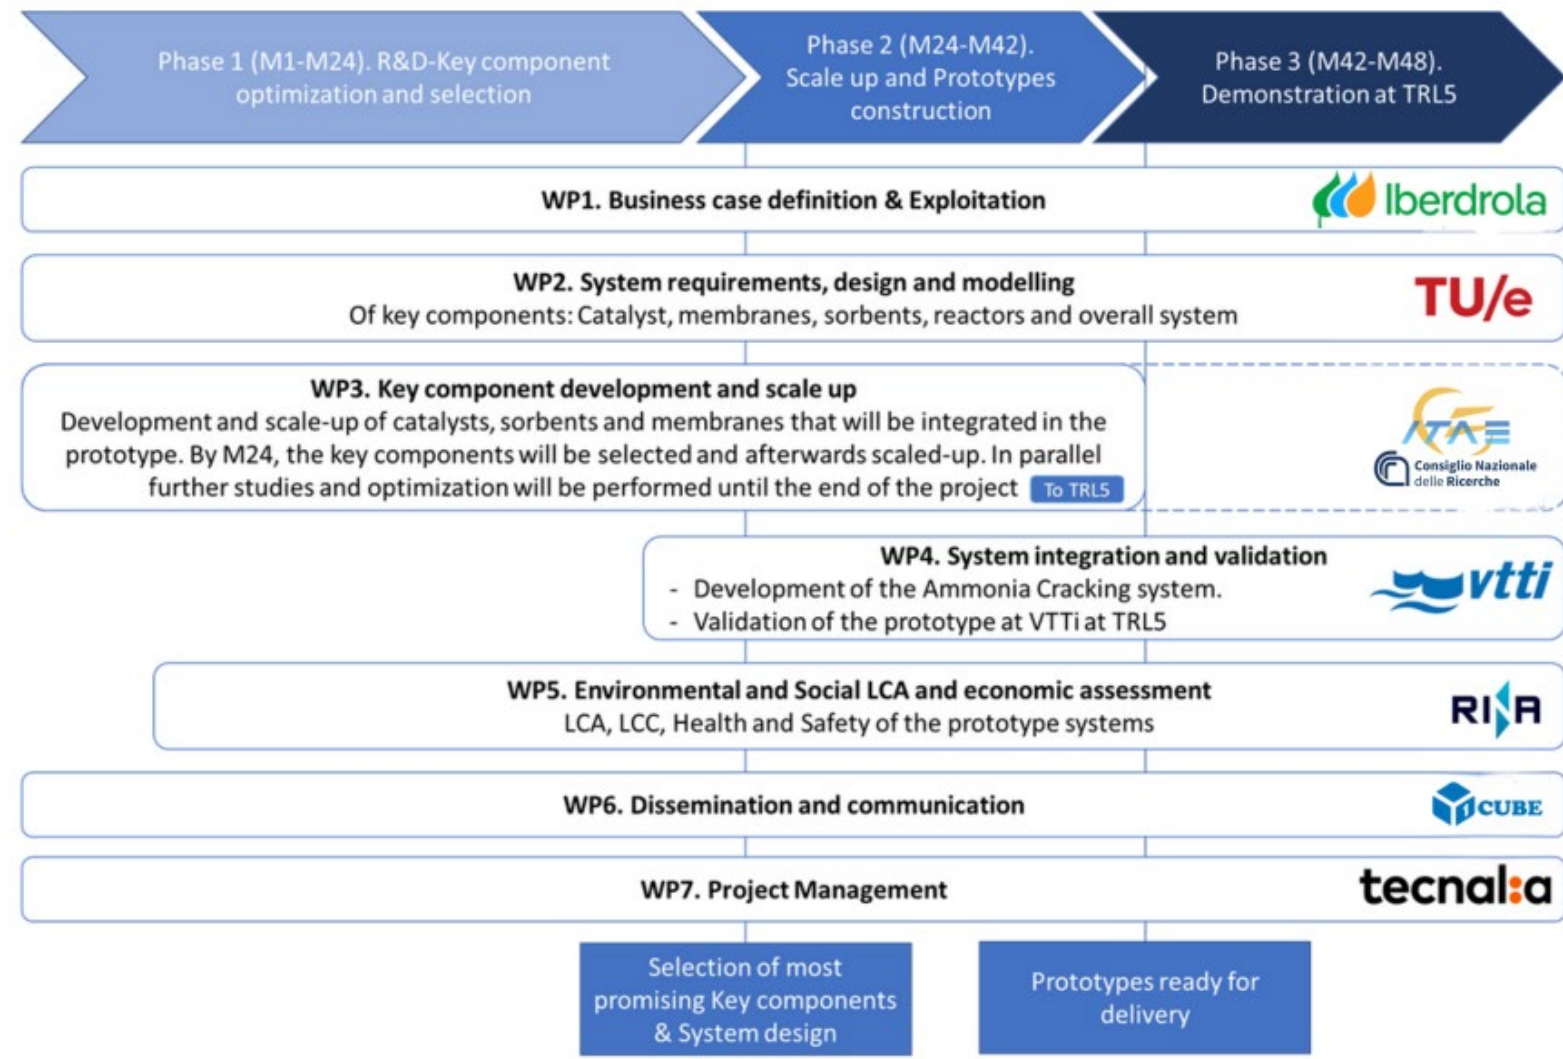 Phase 1 (M1-M24). R&D-Key component
optimization and selection
Phase 2 (M24-M42).
Scale up and Prototypes
construction
Phase 3 (M42-M48).
Demonstration at TRL5
WP1. Business case definition & Exploitation
Iberdrola
WP2. System requirements, design and modelling
Of key components: Catalyst, membranes, sorbents, reactors and overall system
TU/e
WP3. Key component development and scale up
Development and scale-up of catalysts, sorbents and membranes that will be integrated in the
prototype. By M24, the key components will be selected and afterwards scaled-up. In parallel
further studies and optimization will be performed until the end of the project
To TRL5
ITAE
Consiglio Nazionale
delle Ricerche
WP4. System integration and validation
- Development of the Ammonia Cracking system.
- Validation of the prototype at VTTi at TRL5
vtti
WP5. Environmental and Social LCA and economic assessment
LCA, LCC, Health and Safety of the prototype systems
RINA
WP6. Dissemination and communication
1CUBE
WP7. Project Management
tecnal:a
Selection of most
promising Key components
& System design
Prototypes ready for
delivery